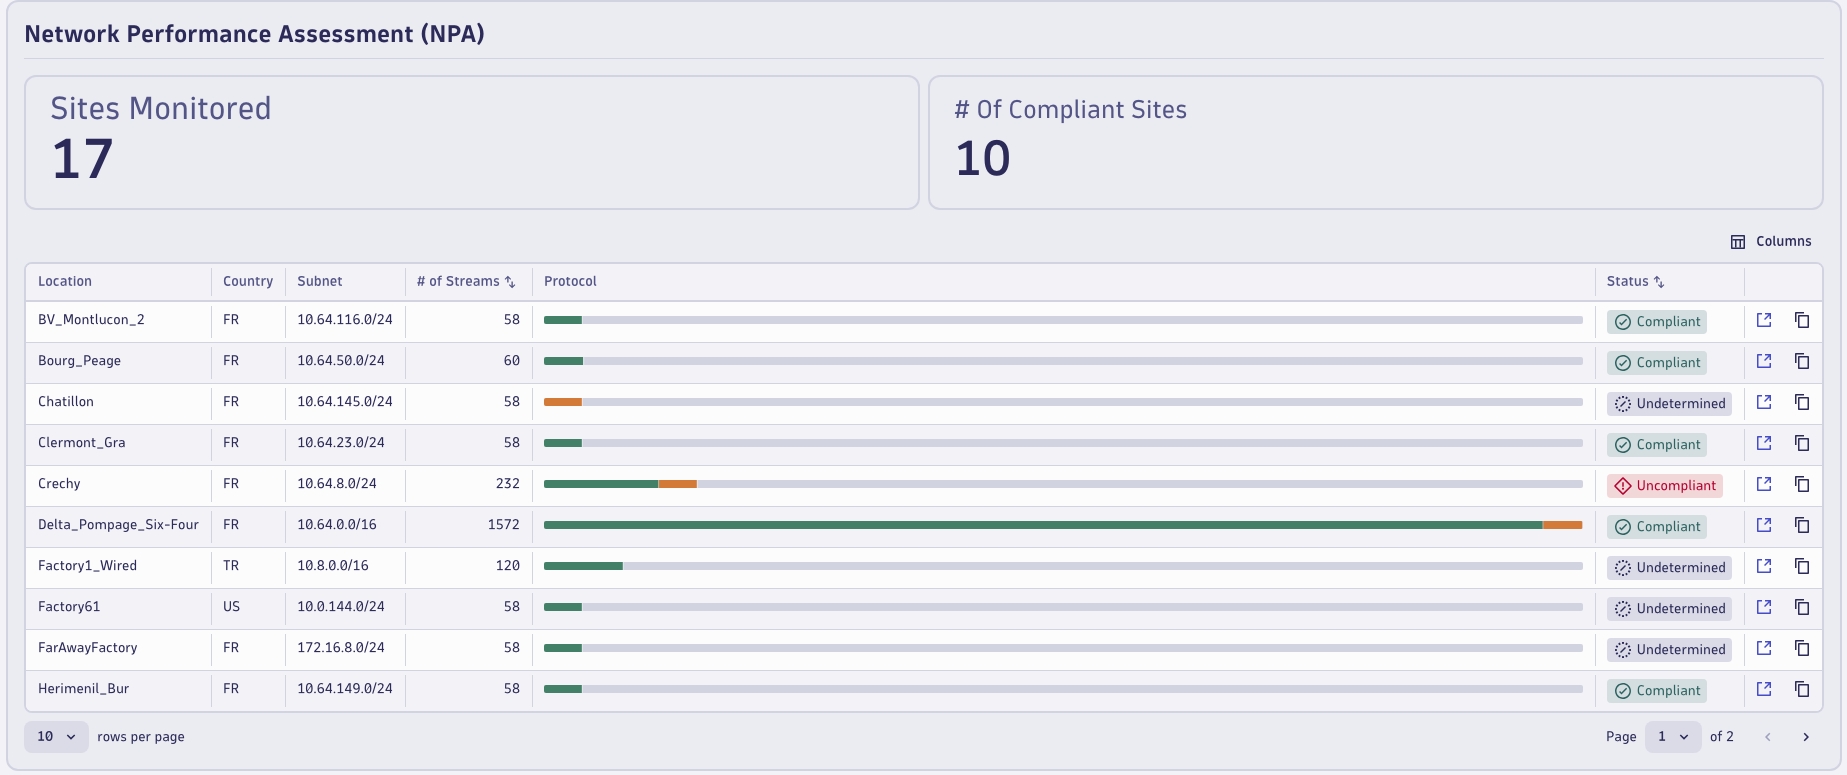 Network Performance Assessment (NPA)
Sites Monitored
17
# Of Compliant Sites
10
Columns
Location Country Subnet # of Streams Protocol Status
BV_Montlucon_2 FR 10.64.116.0/24 58 Compliant
Bourg_Peage FR 10.64.50.0/24 60 Compliant
Chatillon FR 10.64.145.0/24 58 Undetermined
Clermont_Gra FR 10.64.23.0/24 58 Compliant
Crechy FR 10.64.8.0/24 232 Uncompliant
Delta_Pompage_Six-Four FR 10.64.0.0/16 1572 Compliant
Factory1_Wired TR 10.8.0.0/16 120 Undetermined
Factory61 US 10.0.144.0/24 58 Undetermined
FarAwayFactory FR 172.16.8.0/24 58 Undetermined
Herimenil_Bur FR 10.64.149.0/24 58 Compliant
10 rows per page Page 1 of 2